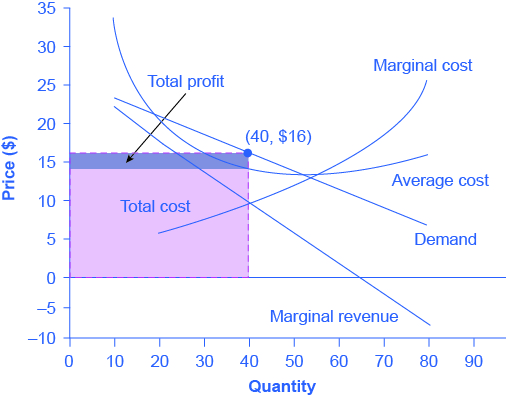 35
30
25
20
15
10
5
0
–5
–10
Price ($)
Total profit
Marginal cost
(40, $16)
Average cost
Total cost
Demand
Marginal revenue
0 10 20 30 40 50 60 70 80 90
Quantity